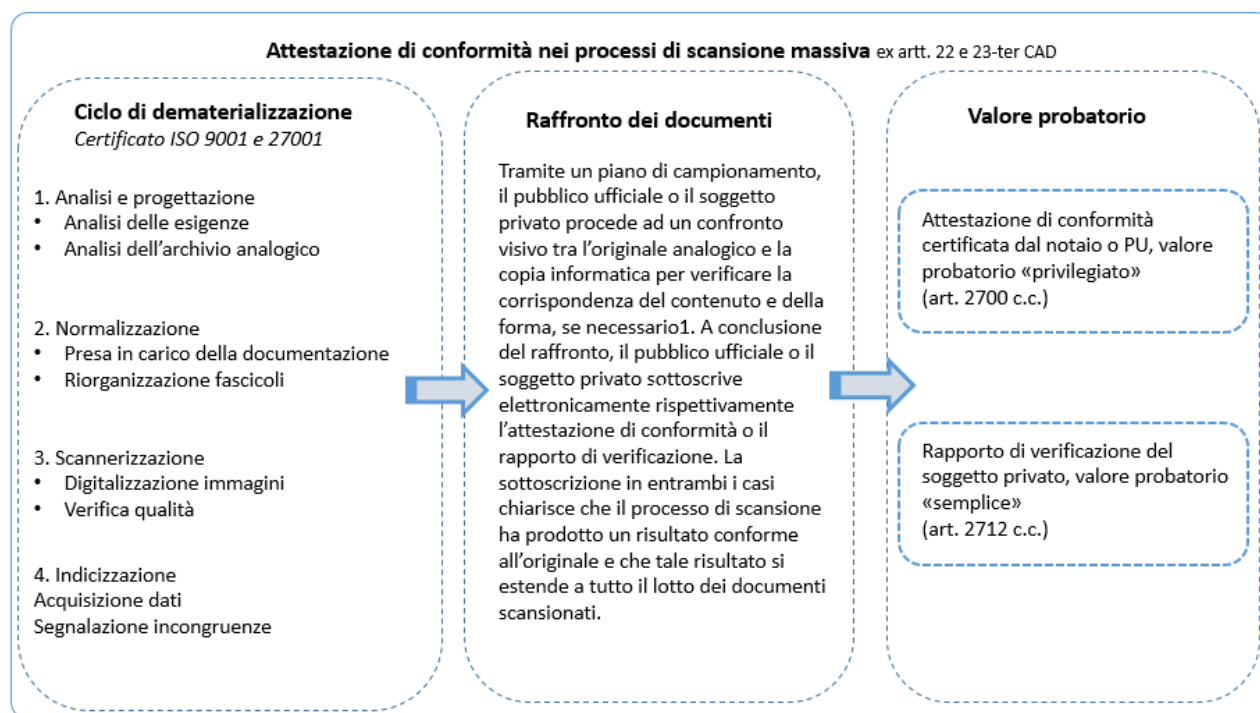 Attestazione di conformità nei processi di scansione massiva ex artt. 22 e 23-ter CAD
Ciclo di dematerializzazione
Certificato ISO 9001 e 27001
1. Analisi e progettazione
• Analisi delle esigenze
• Analisi dell’archivio analogico
2. Normalizzazione
• Presa in carico della documentazione
• Riorganizzazione fascicoli
3. Scannerizzazione
• Digitalizzazione immagini
• Verifica qualità
4. Indicizzazione
Acquisizione dati
Segnalazione incongruenze
Raffronto dei documenti
Tramite un piano di campionamento,
il pubblico ufficiale o il soggetto
privato procede ad un confronto
visivo tra l’originale analogico e la
copia informatica per verificare la
corrispondenza del contenuto e della
forma, se necessario1. A conclusione
del raffronto, il pubblico ufficiale o il
soggetto privato sottoscrive
elettronicamente rispettivamente
l’attestazione di conformità o il
rapporto di verificazione. La
sottoscrizione in entrambi i casi
chiarisce che il processo di scansione
ha prodotto un risultato conforme
all’originale e che tale risultato si
estende a tutto il lotto dei documenti
scansionati.
Valore probatorio
Attestazione di conformità
certificata dal notaio o PU, valore
probatorio «privilegiato»
(art. 2700 c.c.)
Rapporto di verificazione del
soggetto privato, valore probatorio
«semplice»
(art. 2712 c.c.)